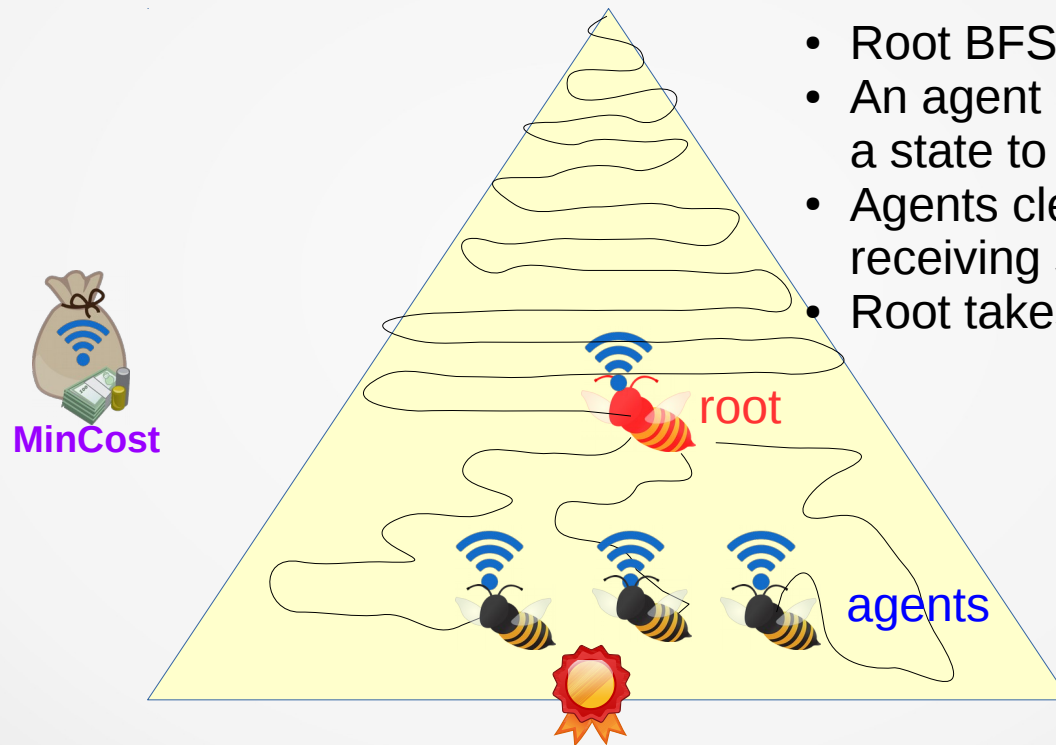 • Root BFS
• An agent
a state to
• Agents cle
receiving
• Root take
root
MinCost
agents